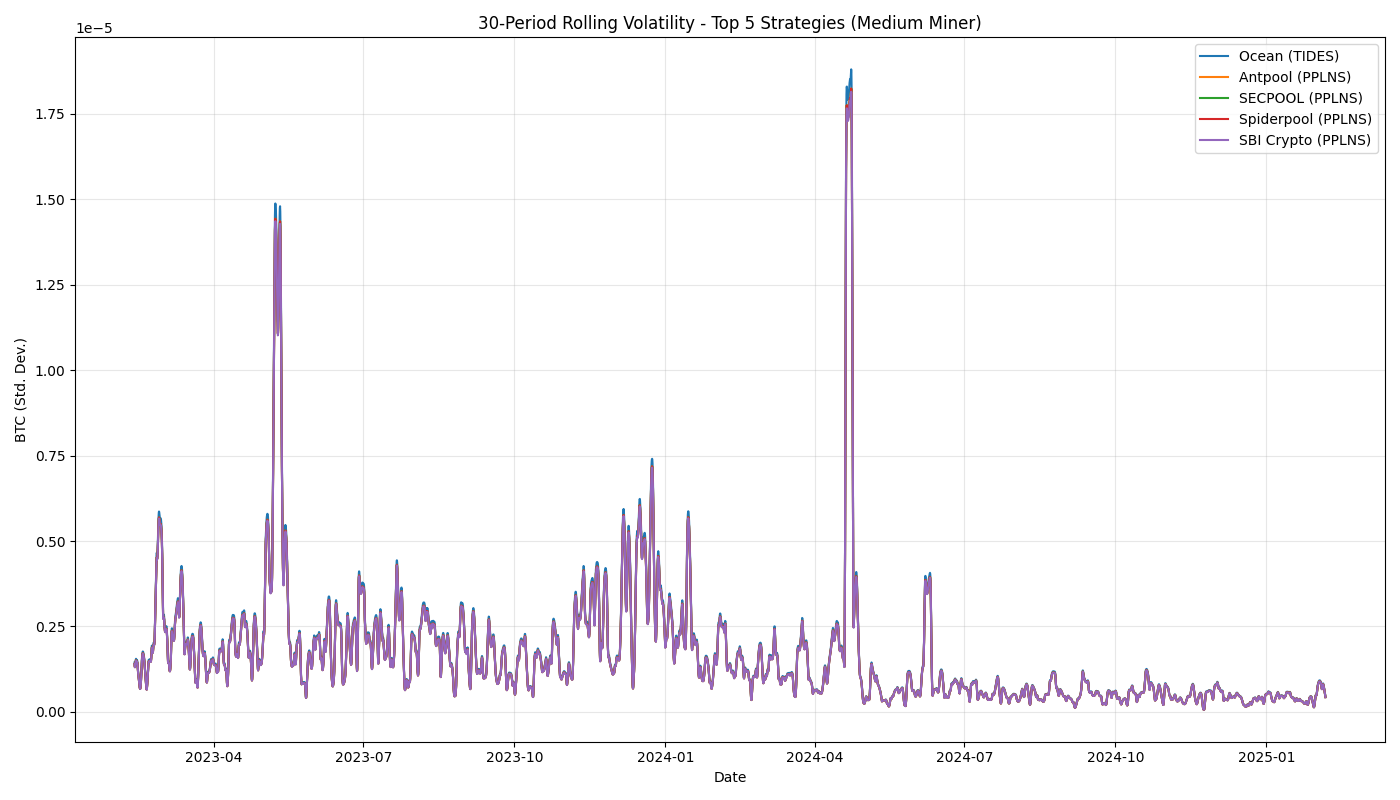 30-Period Rolling Volatility - Top 5 Strategies (Medium Miner)
1e−5
Ocean (TIDES)
Antpool (PPLNS)
SECPOOL (PPLNS)
Spiderpool (PPLNS)
SBI Crypto (PPLNS)
1.75
1.50
1.25
1.00
0.75
0.50
0.25
0.00
BTC (Std. Dev.)
2023-04 2023-07 2023-10 2024-01 2024-04 2024-07 2024-10 2025-01
Date